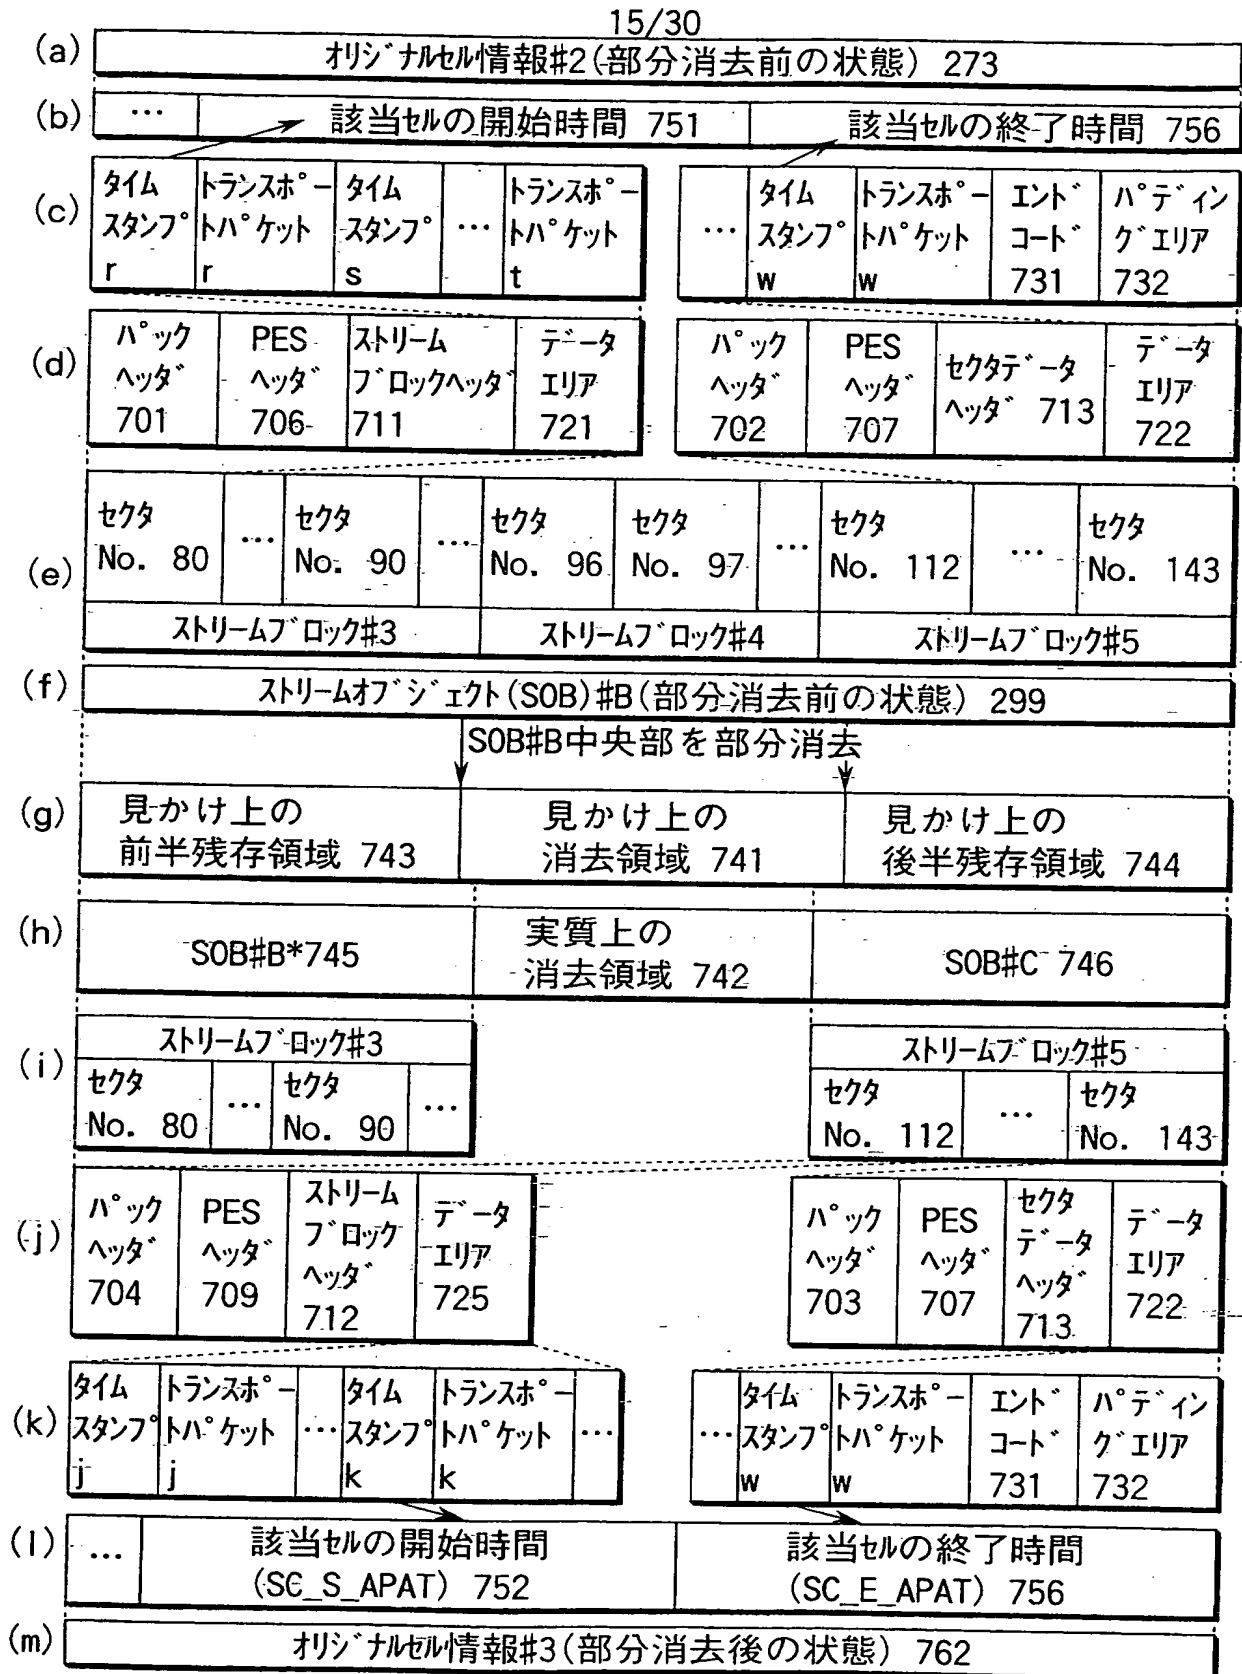 15/30
(a) オリジナルセル情報#2(部分消去前の状態) 273
(b) … 該当セルの開始時間 751 該当セルの終了時間 756
(c)
タイム
スタンプ
r
トランスポー
トパケット
r
タイム
スタンプ
s
…
トランスポー
トパケット
t
…
タイム
スタンプ
w
トランスポー
トパケット
w
エンド
コード
731
パディン
グエリア
732
(d)
パック
ヘッダ
701
PES
ヘッダ
706
ストリーム
ブロックヘッダ
711
データ
エリア
721
パック
ヘッダ
702
PES
ヘッダ
707
セクタデータ
ヘッダ 713
データ
エリア
722
(e)
セクタ
No. 80
…
セクタ
No. 90
…
セクタ
No. 96
セクタ
No. 97
…
セクタ
No. 112
…
セクタ
No. 143
ストリームブロック#3
ストリームブロック#4
ストリームブロック#5
(f) ストリームオブジェクト(SOB)#B(部分消去前の状態) 299
SOB#B中央部を部分消去
(g)
見かけ上の
前半残存領域 743
見かけ上の
消去領域 741
見かけ上の
後半残存領域 744
(h)
SOB#B*745
実質上の
消去領域 742
SOB#C 746
(i)
ストリームブロック#3
セクタ
No. 80
…
セクタ
No. 90
…
ストリームブロック#5
セクタ
No. 112
…
セクタ
No. 143
(j)
パック
ヘッダ
704
PES
ヘッダ
709
ストリーム
ブロック
ヘッダ
712
データ
エリア
725
パック
ヘッダ
703
PES
ヘッダ
707
セクタ
データ
ヘッダ
713
データ
エリア
722
(k)
タイム
スタンプ
j
トランスポー
トパケット
j
…
タイム
スタンプ
k
トランスポー
トパケット
k
…
…
タイム
スタンプ
w
トランスポー
トパケット
w
エンド
コード
731
パディン
グエリア
732
(l)
…
該当セルの開始時間
(SC_S_APAT) 752
該当セルの終了時間
(SC_E_APAT) 756
(m) オリジナルセル情報#3(部分消去後の状態) 762